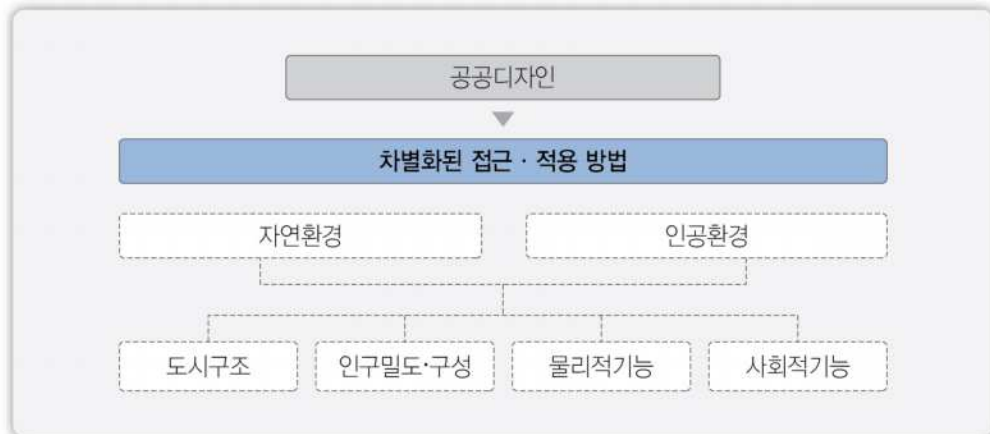 공공디자인
차별화된 접근 · 적용 방법
자연환경
인공환경
도시구조
인구밀도·구성
물리적기능
사회적기능